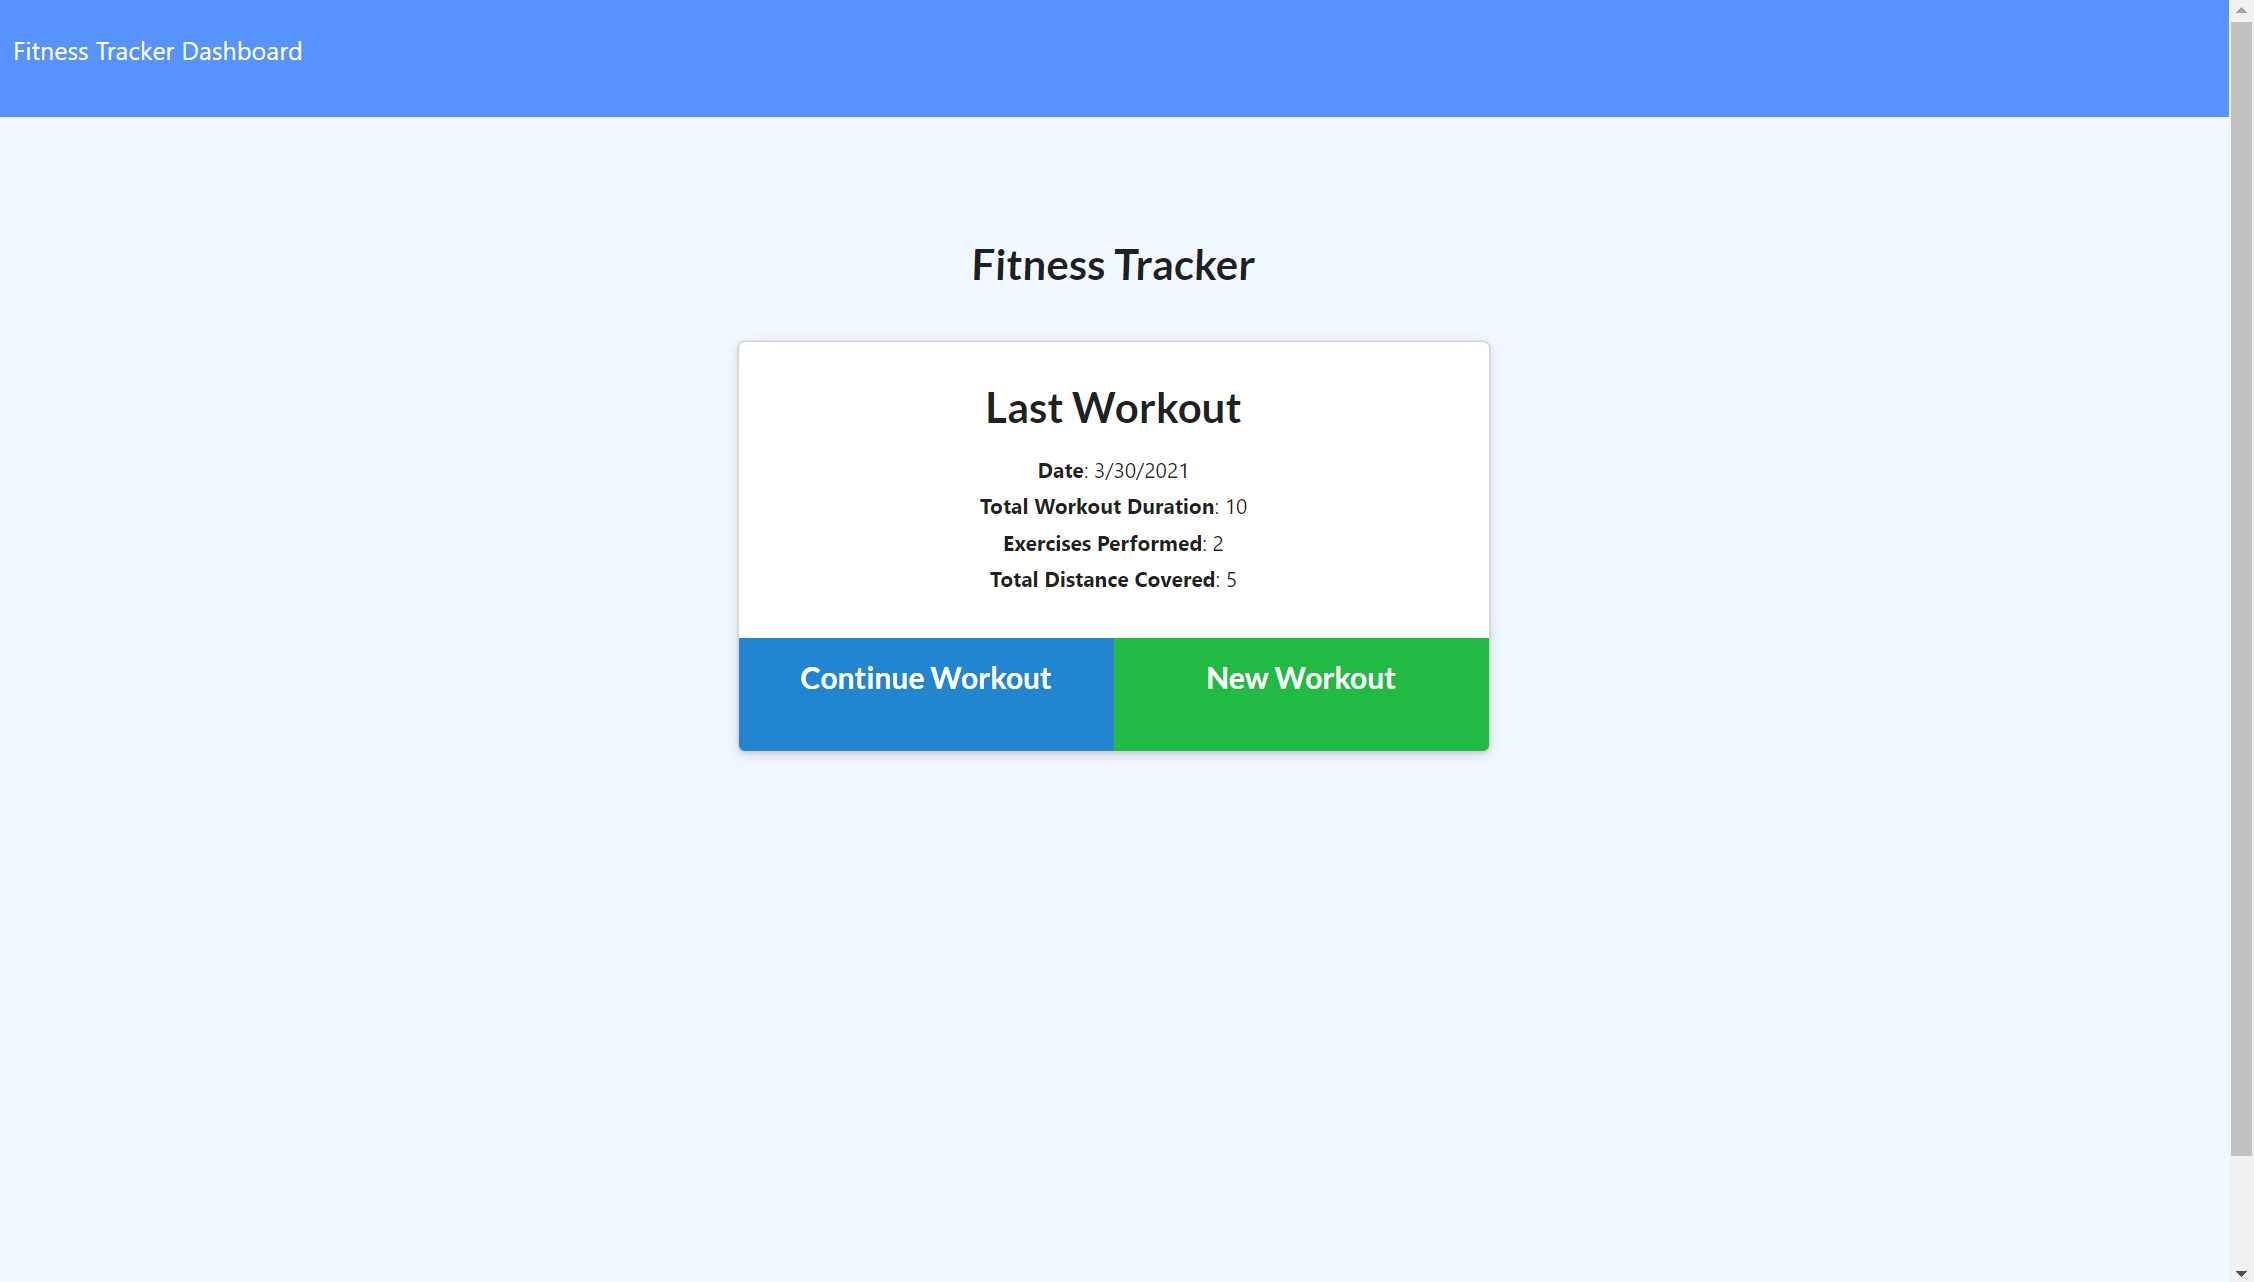 Fitness Tracker Dashboard
Fitness Tracker
Last Workout
Date: 3/30/2021
Total Workout Duration: 10
Exercises Performed: 2
Total Distance Covered: 5
Continue Workout
New Workout